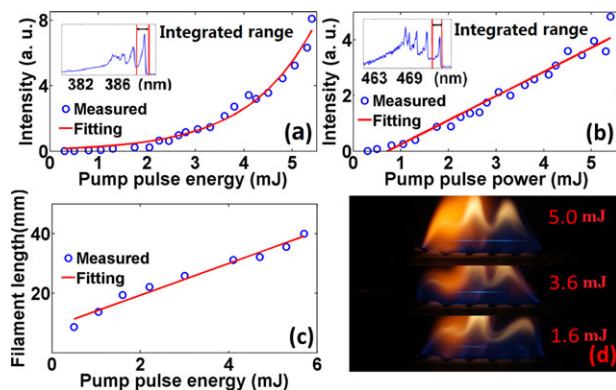 Integrated range
382 386 (nm)
Measured
Fitting
(a)
Intensity (a. u.)
0
4
8
0 1 2 3 4 5
Pump pulse energy (mJ)
Integrated range
463 469 (nm)
Measured
Fitting
(b)
Intensity (a. u.)
0
2
4
0 1 2 3 4 5
Pump pulse power (mJ)
Measured
Fitting
(c)
Filament length(mm)
20
40
0 2 4 6
Pump pulse energy (mJ)
5.0 mJ
3.6 mJ
1.6 mJ
(d)